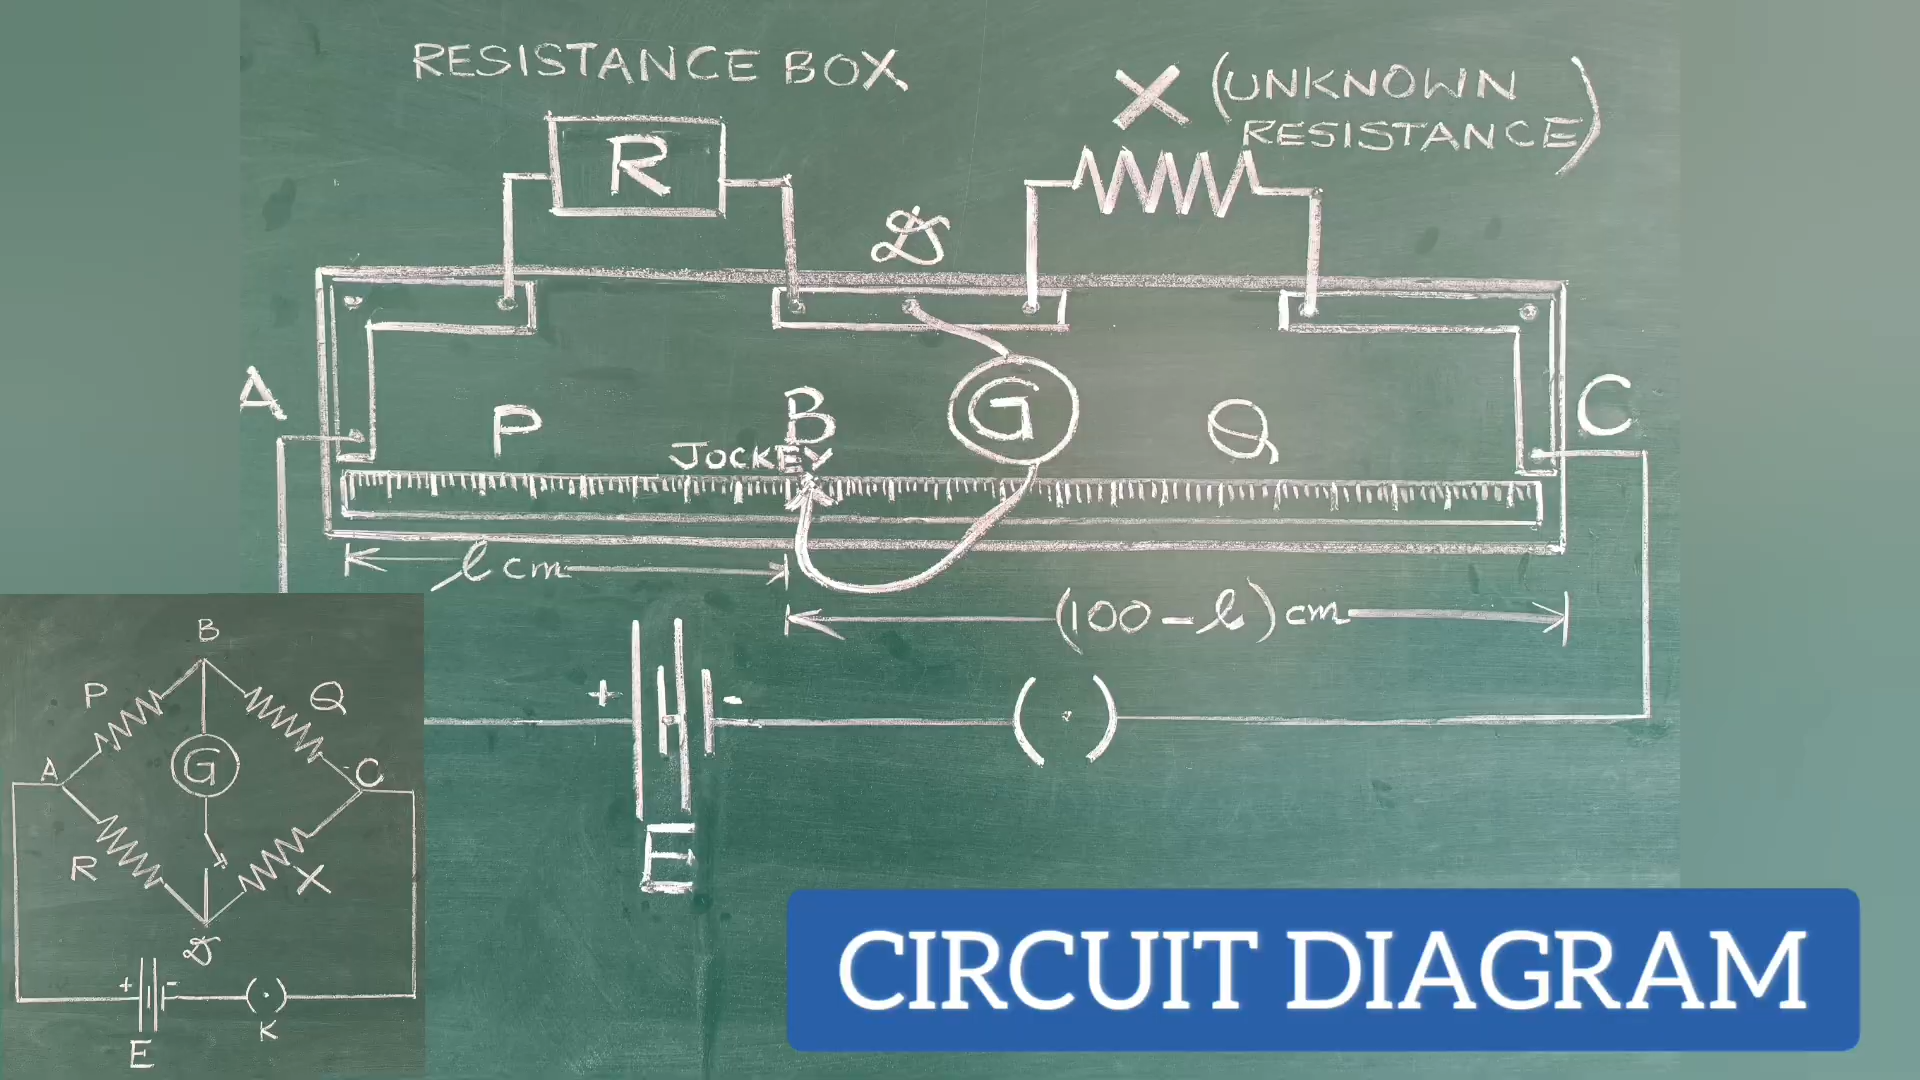 RESISTANCE BOX
X (UNKNOWN
RESISTANCE)
R
D
A
P
B
G
Q
C
JOCKEY
l cm
(100-l) cm
+
-
( · )
E
B
P
Q
A
G
C
R
X
D
+
-
( · )
K
E
CIRCUIT DIAGRAM